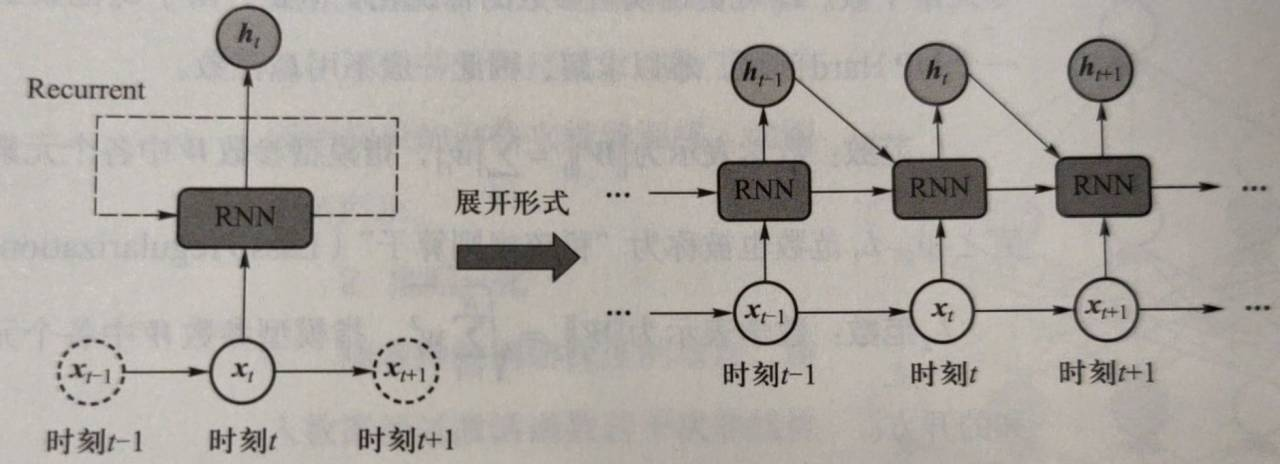 h_t
Recurrent
RNN
x_{t-1} x_t x_{t+1}
时刻t-1 时刻t 时刻t+1
展开形式
h_{t-1} h_t h_{t+1}
... RNN RNN RNN ...
... x_{t-1} x_t x_{t+1} ...
时刻t-1 时刻t 时刻t+1